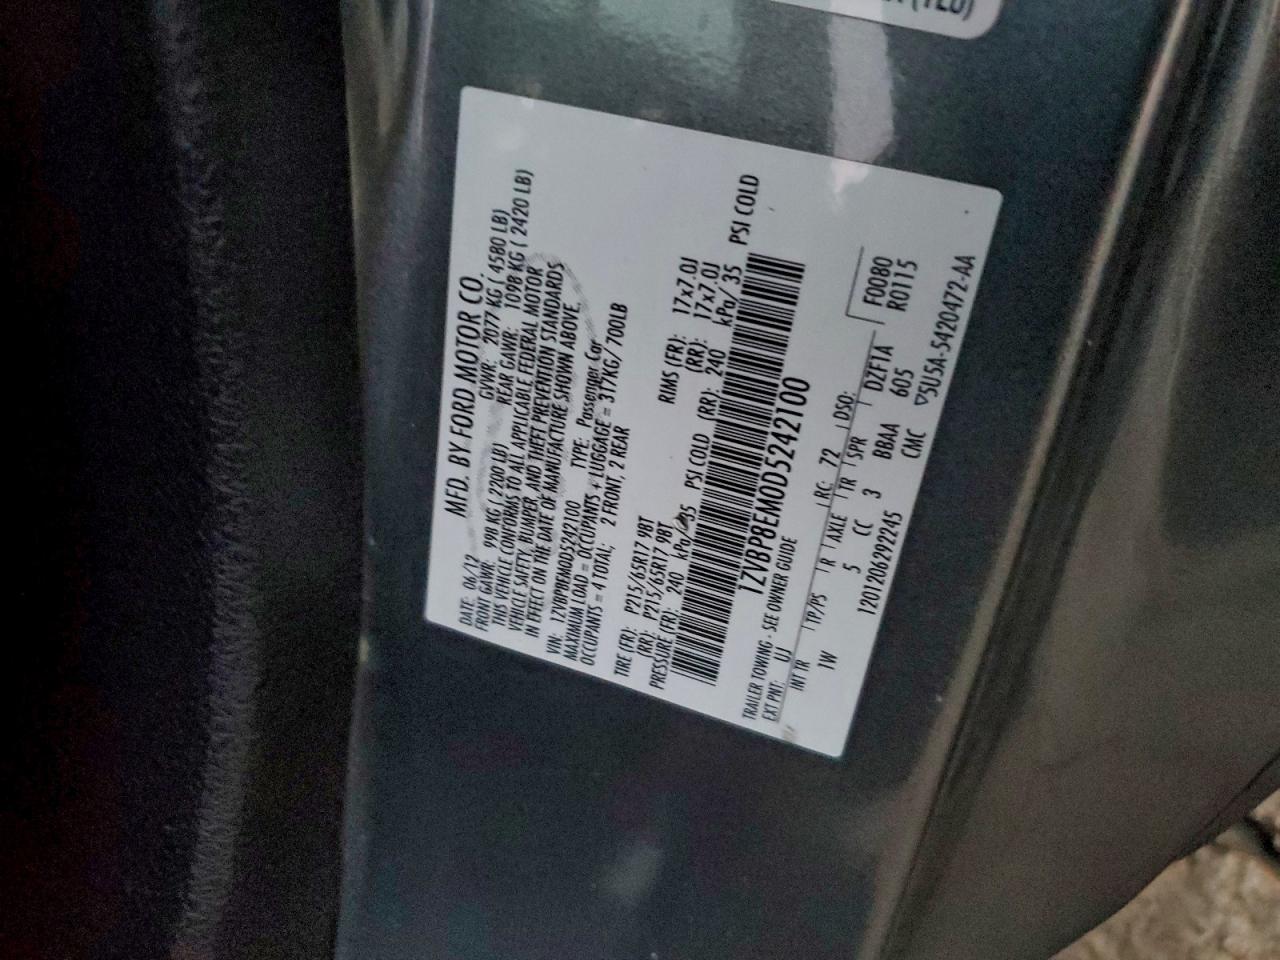 (YEU)
MFD. BY FORD MOTOR CO.
DATE: 06/12 GVWR: 2077 KG ( 4580 LB)
FRONT GAWR: 998 KG ( 2200 LB) REAR GAWR: 1098 KG ( 2420 LB)
THIS VEHICLE CONFORMS TO ALL APPLICABLE FEDERAL MOTOR
VEHICLE SAFETY, BUMPER, AND THEFT PREVENTION STANDARDS
IN EFFECT ON THE DATE OF MANUFACTURE SHOWN ABOVE.
VIN: 1ZVBP8EM0D5242100 TYPE: Passenger Car
MAXIMUM LOAD = OCCUPANTS + LUGGAGE = 317KG/ 700LB
OCCUPANTS = 4 TOTAL; 2 FRONT, 2 REAR
TIRE (FR): P215/65R17 98T RIMS (FR): 17x7.0J
(RR): P215/65R17 98T (RR): 17x7.0J
PRESSURE (FR): 240 kPa/ 35 PSI COLD (RR): 240 kPa/ 35 PSI COLD
1ZVBP8EM0D5242100
TRAILER TOWING - SEE OWNER GUIDE
EXT PNT: UJ RC: 72 DSO: F0080
INT TR TP/PS R AXLE TR SPR DZF1A R0115
1W 5 CC 3 BBAA 605
1201206292245 CMC ▽5U5A-5420472-AA